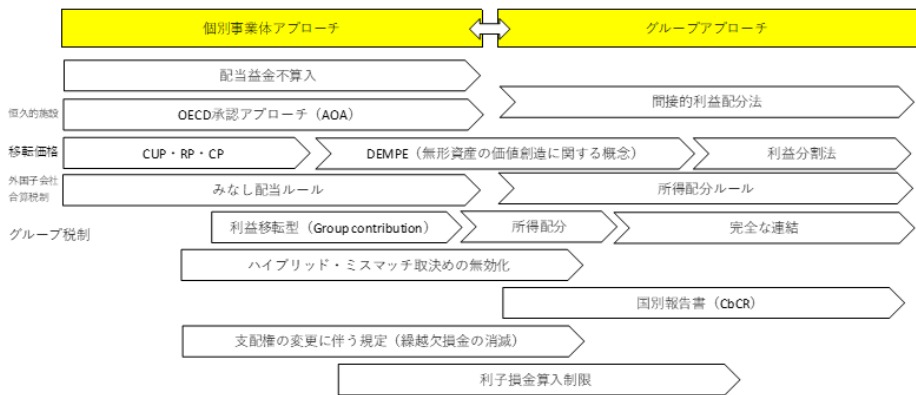 個別事業体アプローチ
グループアプローチ
配当益金不算入
恒久的施設
OECD承認アプローチ（AOA）
間接的利益配分法
移転価格
CUP・RP・CP
DEMPE（無形資産の価値創造に関する概念）
利益分割法
外国子会社
合算税制
みなし配当ルール
所得配分ルール
グループ税制
利益移転型（Group contribution）
所得配分
完全な連結
ハイブリッド・ミスマッチ取決めの無効化
国別報告書（CbCR）
支配権の変更に伴う規定（繰越欠損金の消滅）
利子損金算入制限